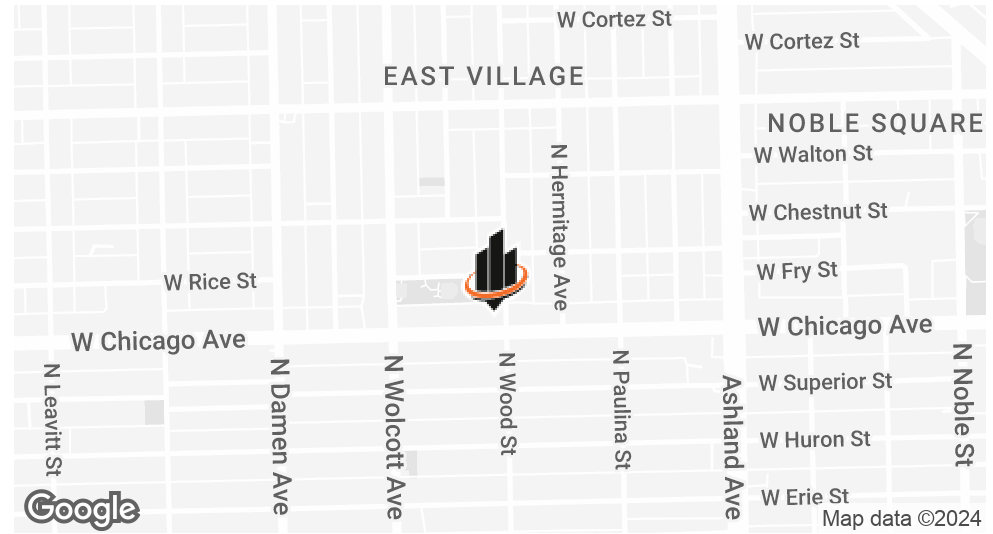 W Cortez St
W Cortez St
EAST VILLAGE
NOBLE SQUARE
W Walton St
N Hermitage Ave
W Chestnut St
W Fry St
W Rice St
W Chicago Ave
W Chicago Ave
N Leavitt St
N Damen Ave
N Wolcott Ave
N Wood St
N Paulina St
Ashland Ave
W Superior St
N Noble St
W Huron St
W Erie St
Google
Map data ©2024